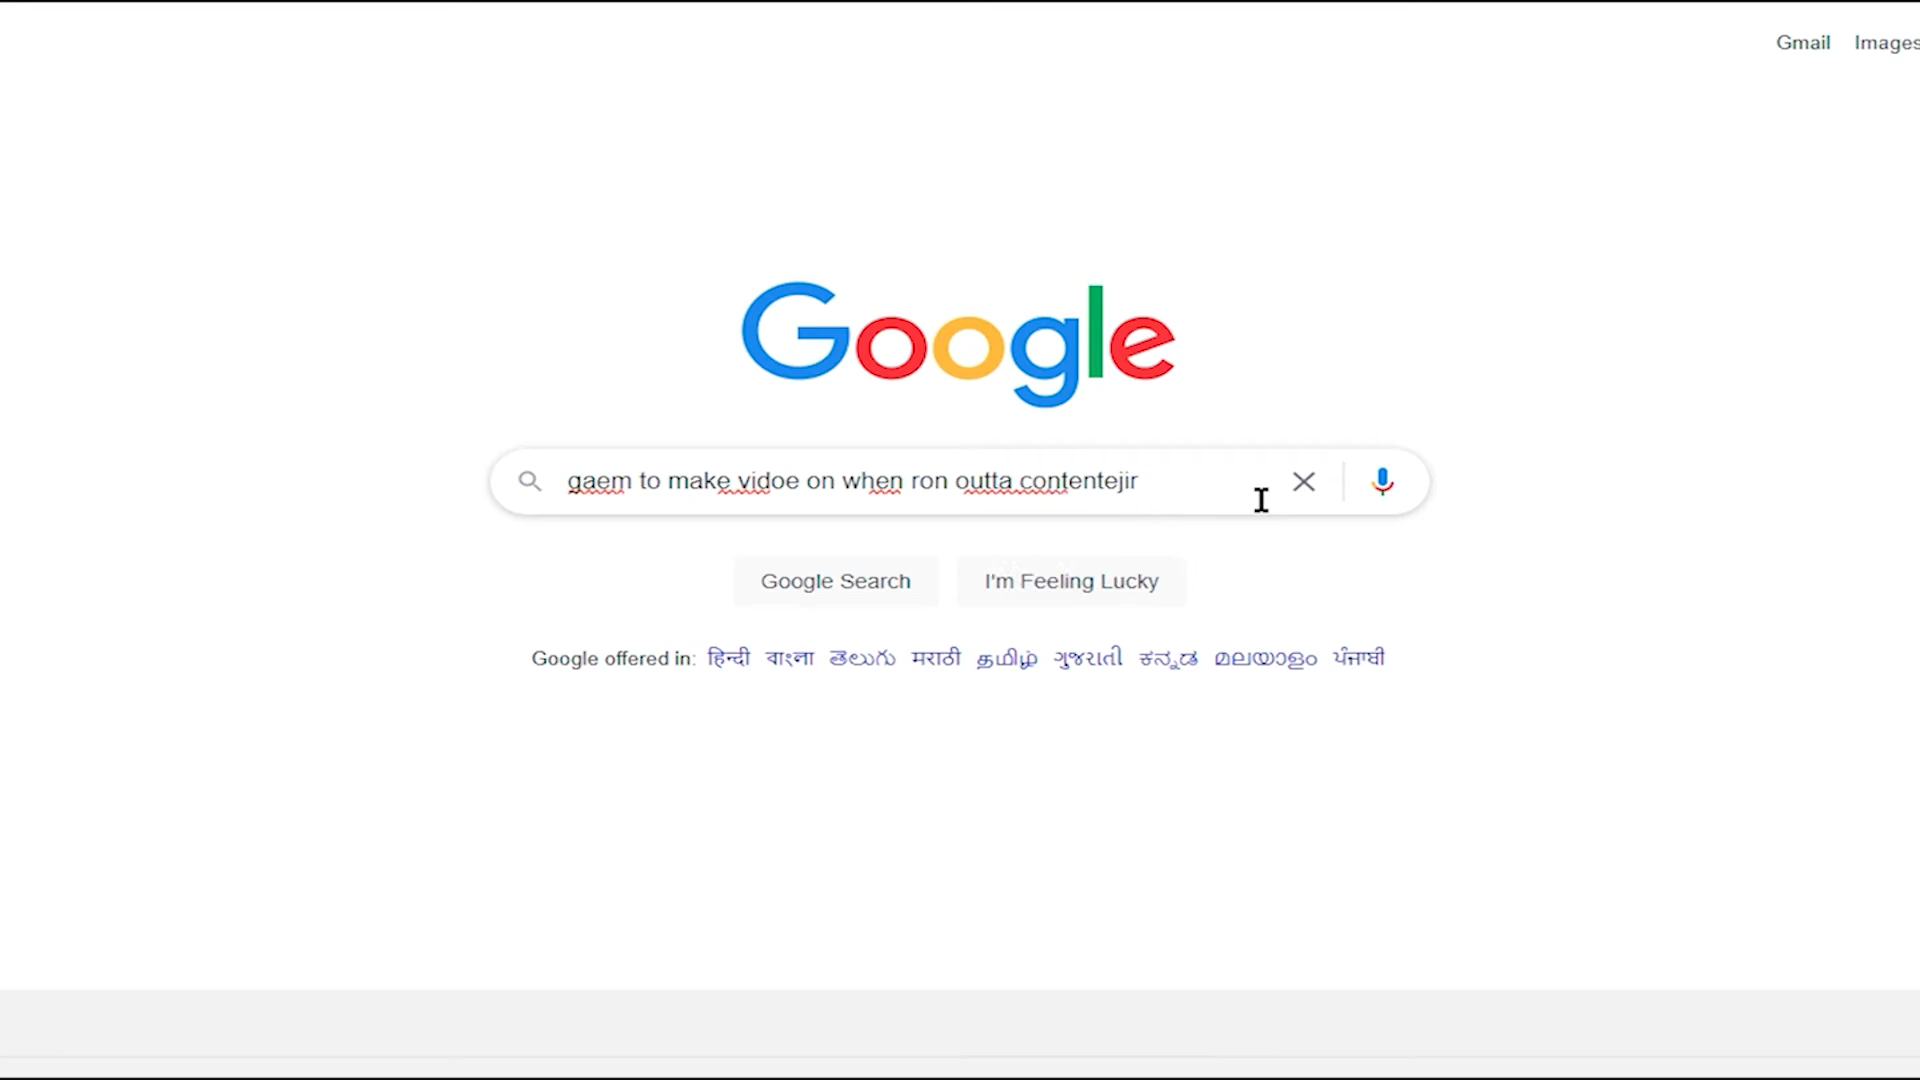 Gmail Images
Google
gaem to make vidoe on when ron outta contentejir
Google Search I'm Feeling Lucky
Google offered in: हिन्दी বাংলা తెలుగు मराठी தமிழ் ગુજરાતી ಕನ್ನಡ മലയാളം ਪੰਜਾਬੀ